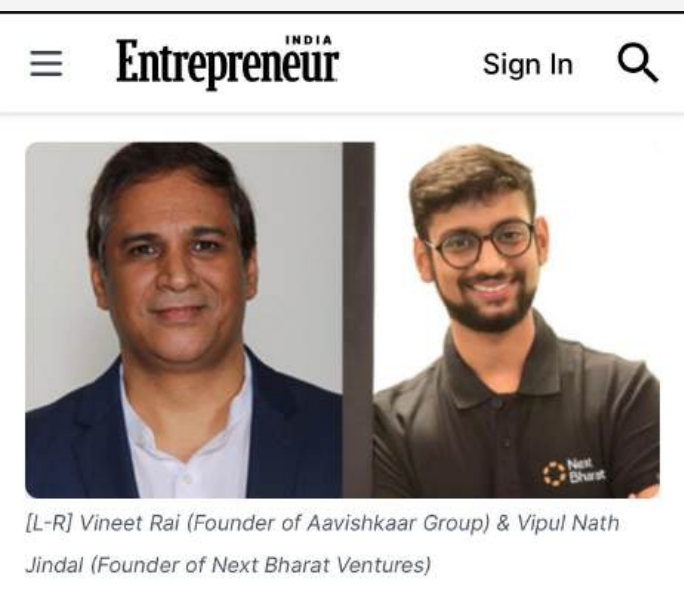 INDIA
Entrepreneur
Sign In
Next
Bharat
[L-R] Vineet Rai (Founder of Aavishkaar Group) & Vipul Nath
Jindal (Founder of Next Bharat Ventures)